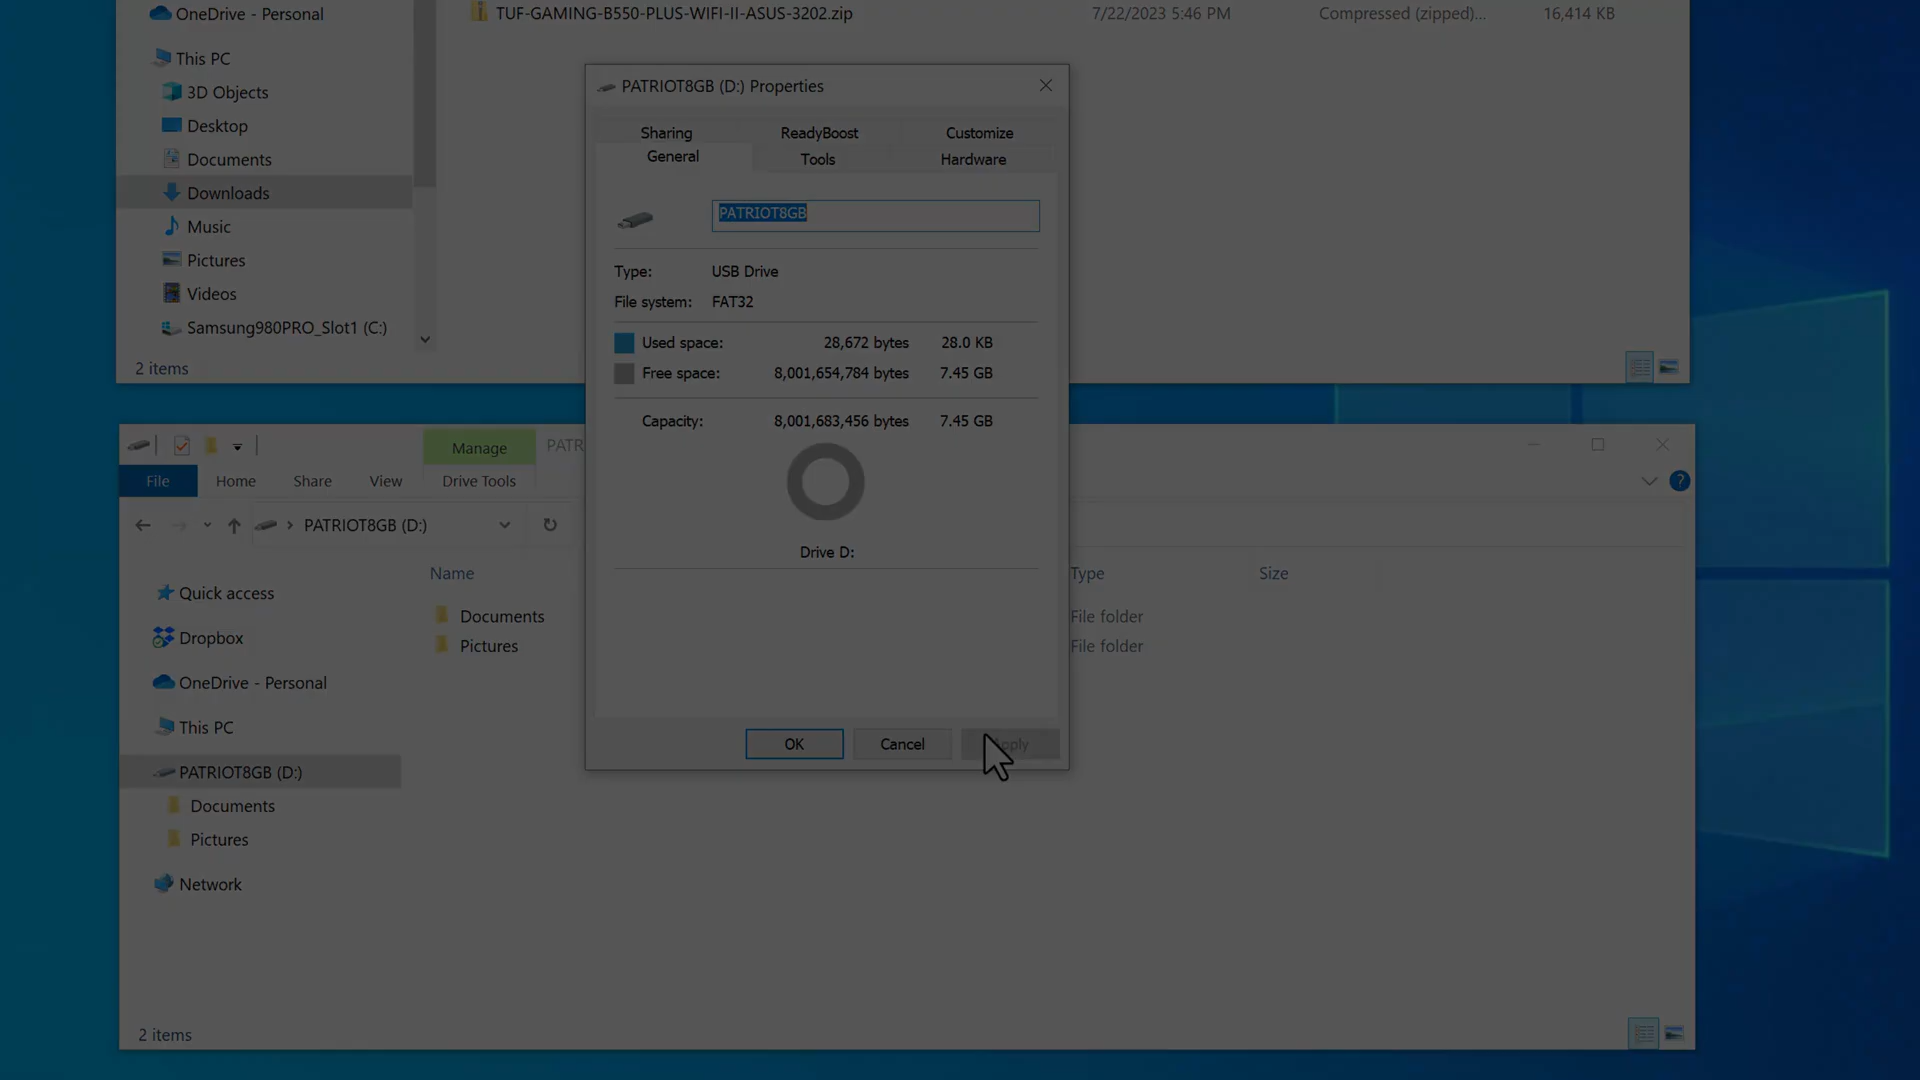 OneDrive - Personal
TUF-GAMING-B550-PLUS-WIFI-II-ASUS-3202.zip
7/22/2023 5:46 PM
Compressed (zipped)...
16,414 KB
This PC
3D Objects
Desktop
Documents
Downloads
Music
Pictures
Videos
Samsung980PRO_Slot1 (C:)
2 items
PATRIOT8GB (D:) Properties
Sharing
ReadyBoost
Customize
General
Tools
Hardware
PATRIOT8GB
Type: USB Drive
File system: FAT32
Used space: 28,672 bytes 28.0 KB
Free space: 8,001,654,784 bytes 7.45 GB
Capacity: 8,001,683,456 bytes 7.45 GB
Drive D:
OK
Cancel
Manage
PATR
File
Home
Share
View
Drive Tools
?
PATRIOT8GB (D:)
Name
Type
Size
Documents
File folder
Pictures
File folder
Quick access
Dropbox
OneDrive - Personal
This PC
PATRIOT8GB (D:)
Documents
Pictures
Network
2 items